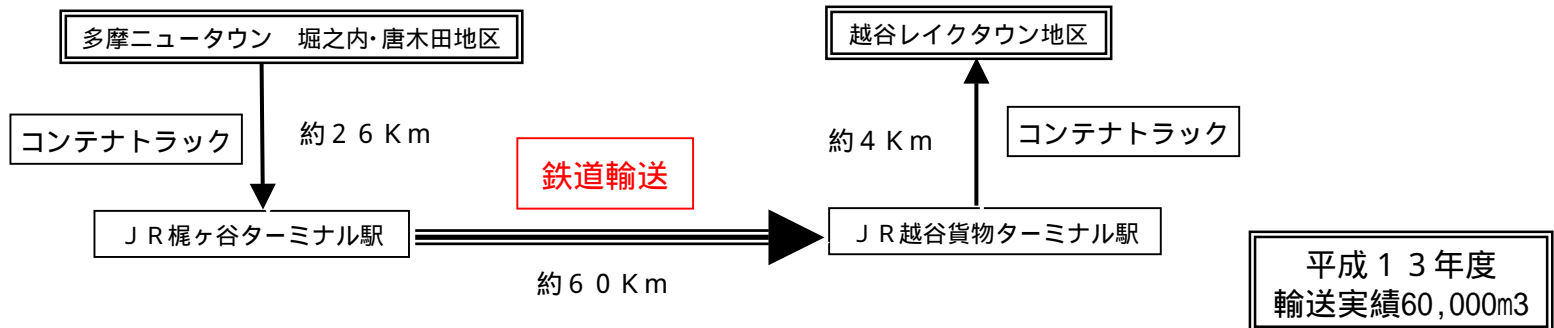 多摩ニュータウン　堀之内・唐木田地区
越谷レイクタウン地区
コンテナトラック
約２６Ｋｍ
鉄道輸送
約４Ｋｍ
コンテナトラック
ＪＲ梶ヶ谷ターミナル駅
ＪＲ越谷貨物ターミナル駅
約６０Ｋｍ
平成１３年度
輸送実績60,000m3